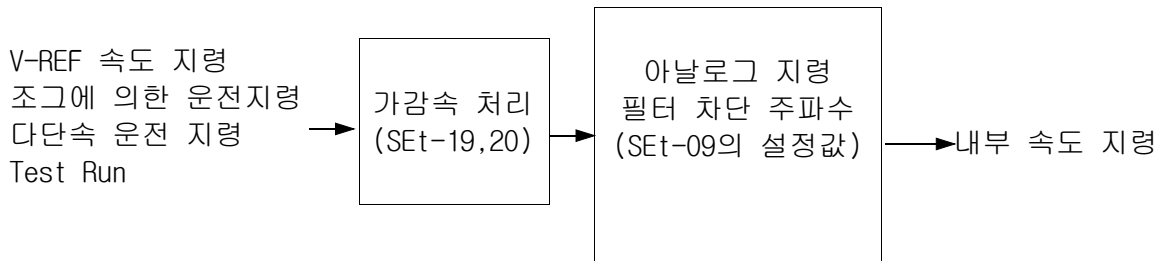 V-REF 속도 지령
조그에 의한 운전지령
다단속 운전 지령
Test Run
가감속 처리
(SEt-19,20)
아날로그 지령
필터 차단 주파수
(SEt-09의 설정값)
내부 속도 지령